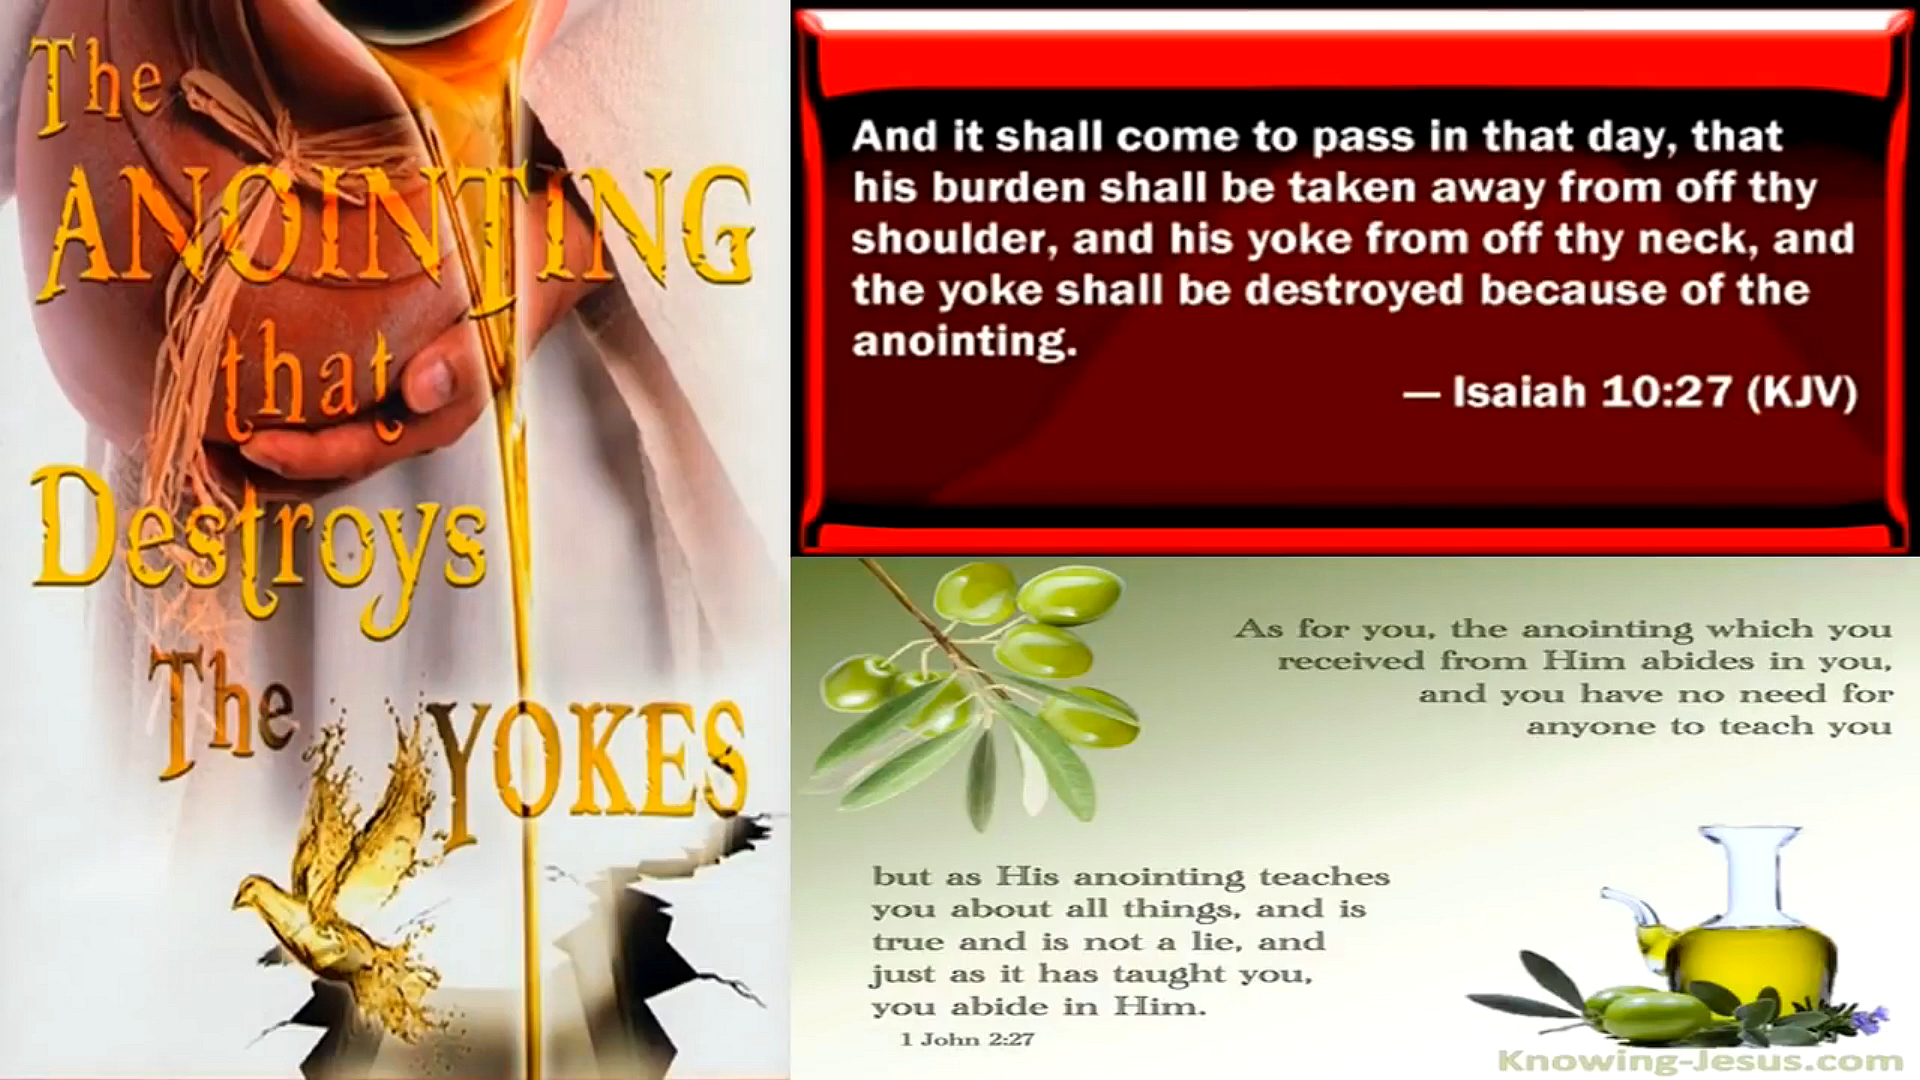 The
ANOINTING
that
Destroys
The
YOKES
And it shall come to pass in that day, that
his burden shall be taken away from off thy
shoulder, and his yoke from off thy neck, and
the yoke shall be destroyed because of the
anointing.
— Isaiah 10:27 (KJV)
As for you, the anointing which you
received from Him abides in you,
and you have no need for
anyone to teach you
but as His anointing teaches
you about all things, and is
true and is not a lie, and
just as it has taught you,
you abide in Him.
1 John 2:27
Knowing-Jesus.com